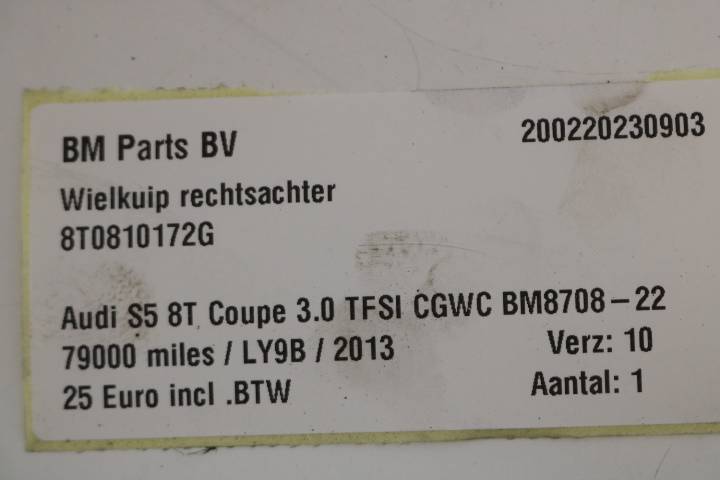 BM Parts BV 200220230903
Wielkuip rechtsachter
8T0810172G
Audi S5 8T Coupe 3.0 TFSI CGWC BM8708-22
79000 miles / LY9B / 2013 Verz: 10
25 Euro incl .BTW Aantal: 1